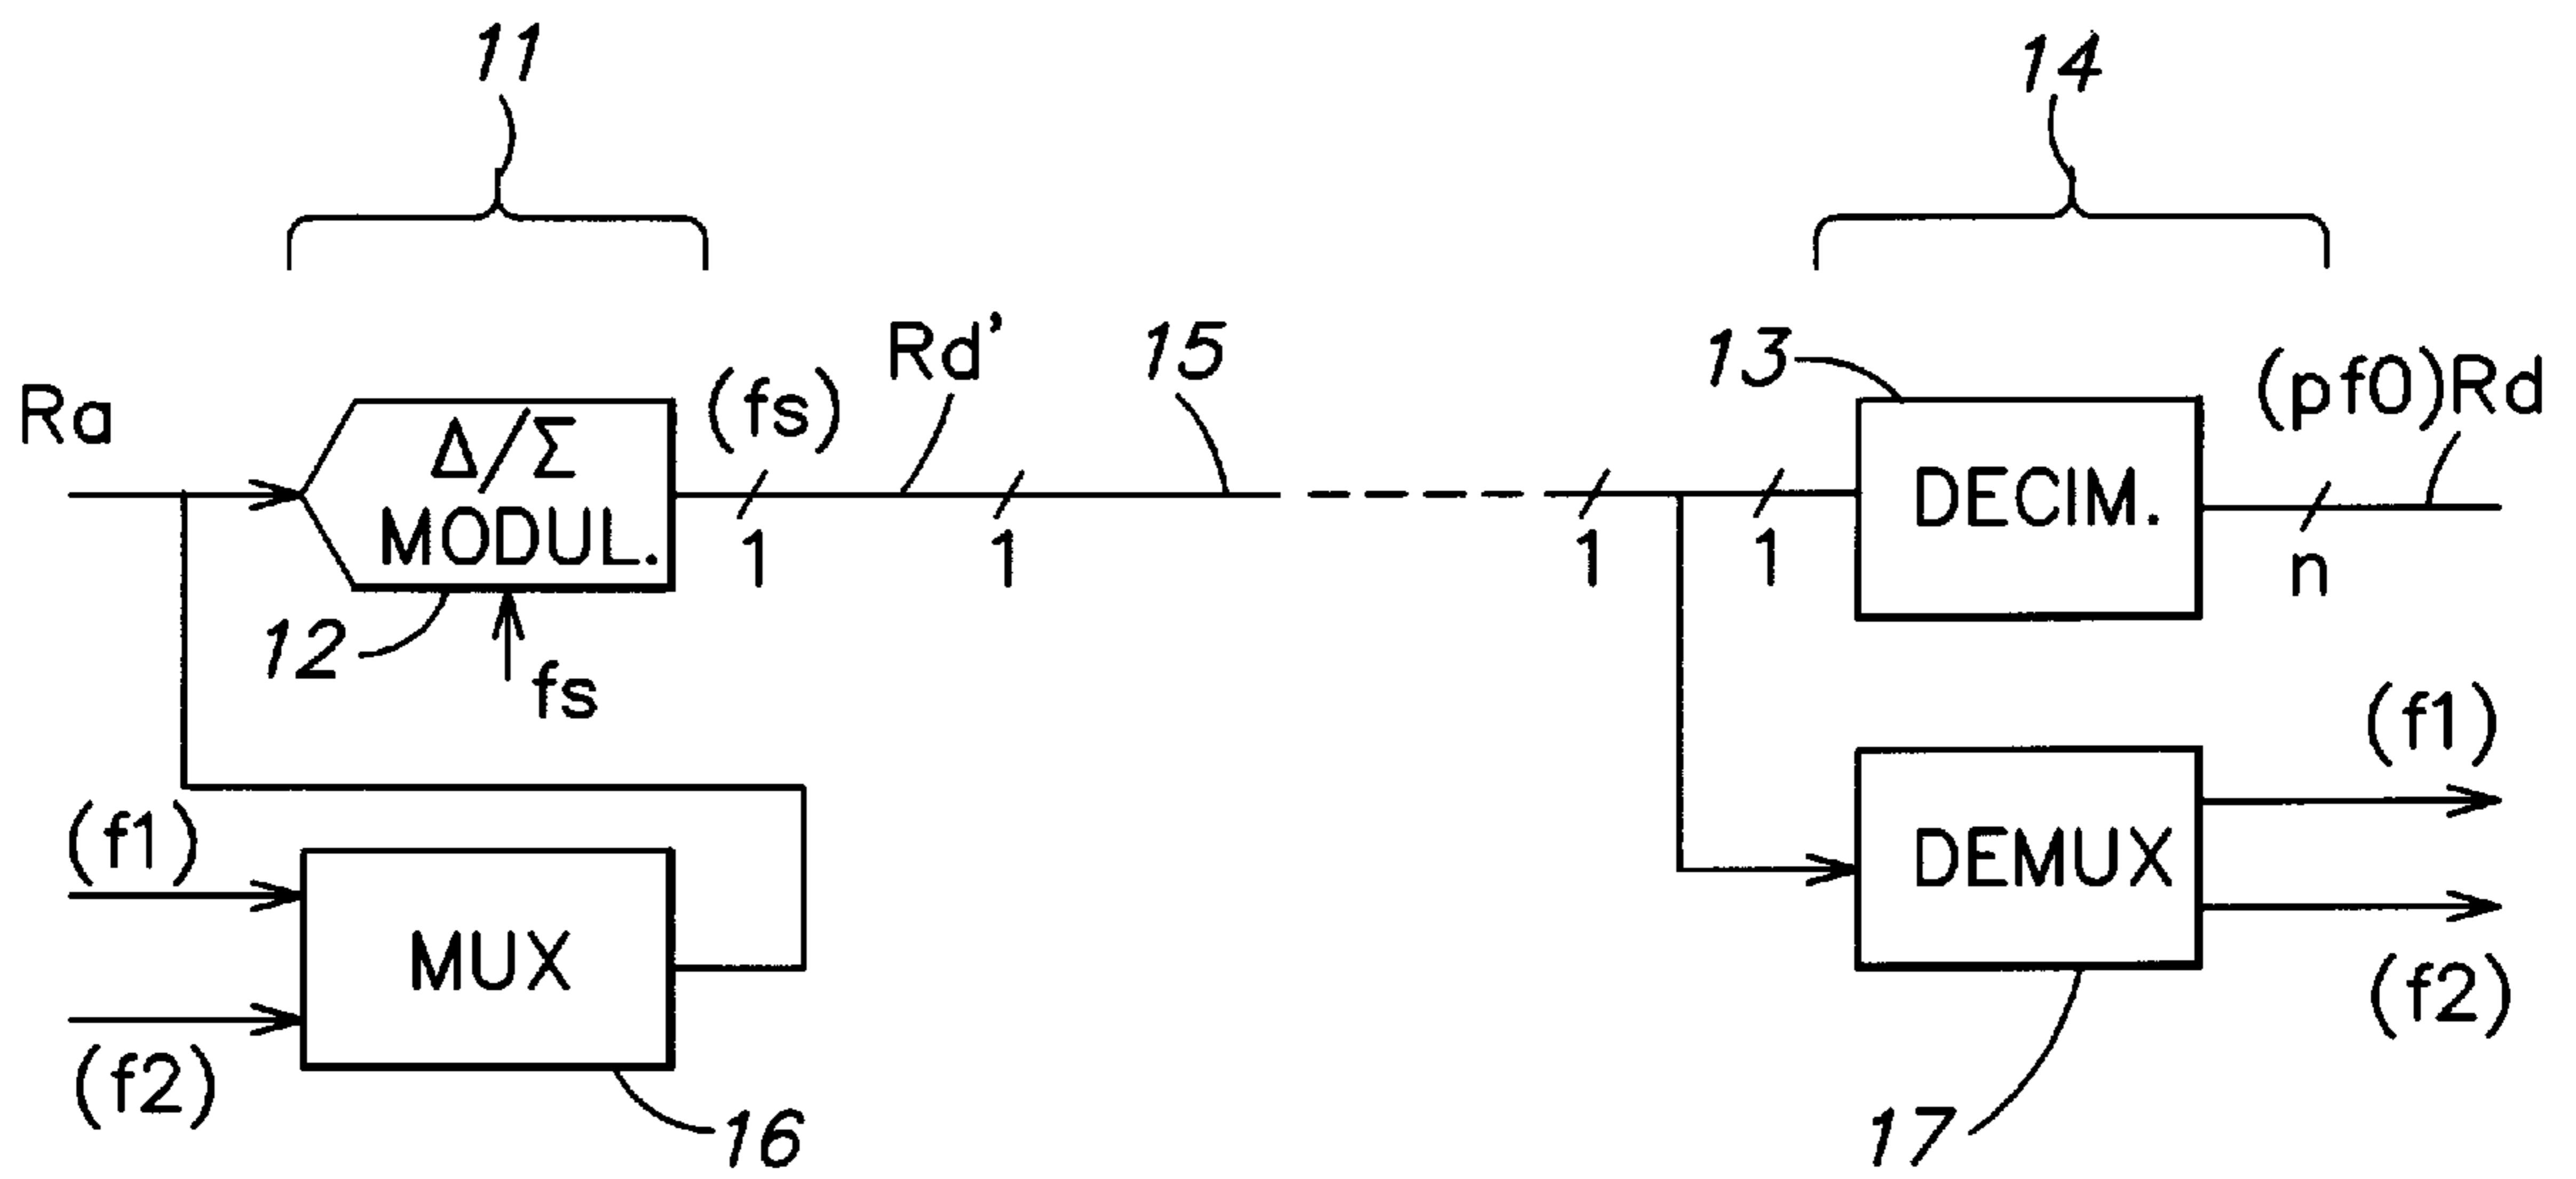 11
14
Ra
Δ/Σ
MODUL.
(fs)
Rd'
15
13
(pf0)Rd
DECIM.
1
1
1
1
n
12
fs
(f1)
(f1)
MUX
DEMUX
(f2)
(f2)
16
17